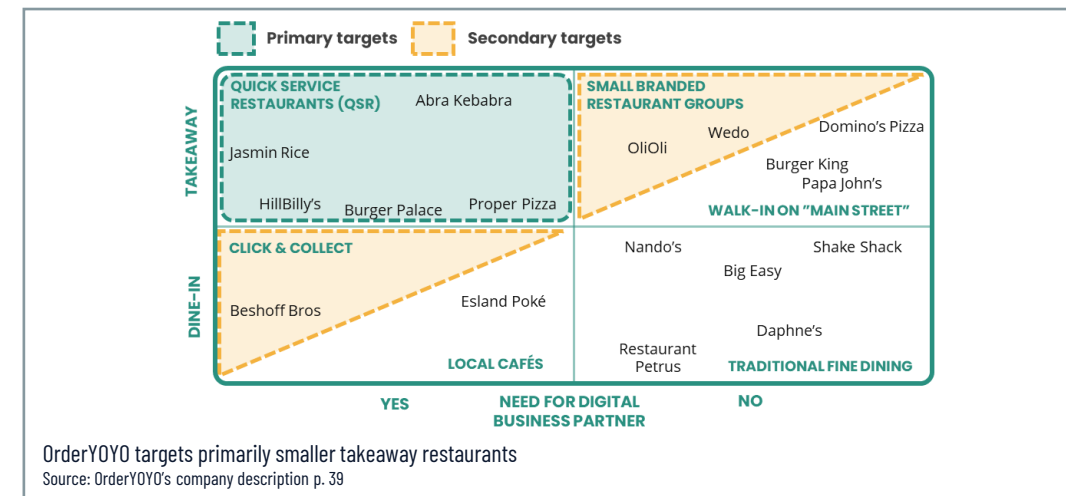 Primary targets
Secondary targets
QUICK SERVICE
RESTAURANTS (QSR)
Abra Kebabra
Jasmin Rice
HillBilly's
Burger Palace
Proper Pizza
SMALL BRANDED
RESTAURANT GROUPS
Domino's Pizza
Wedo
OliOli
Burger King
Papa John's
WALK-IN ON ”MAIN STREET”
TAKEAWAY
CLICK & COLLECT
Beshoff Bros
Esland Poké
LOCAL CAFÉS
Nando's
Shake Shack
Big Easy
Daphne's
Restaurant
Petrus
TRADITIONAL FINE DINING
DINE-IN
YES
NEED FOR DIGITAL
BUSINESS PARTNER
NO
OrderYOYO targets primarily smaller takeaway restaurants
Source: OrderYOYO's company description p. 39